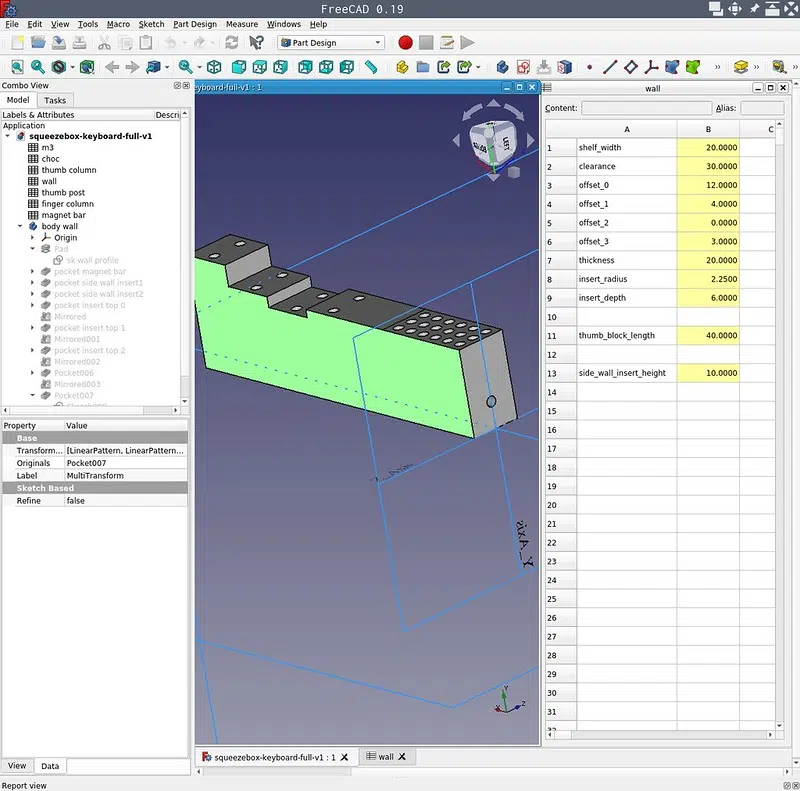 FreeCAD 0.19
File Edit View Tools Macro Sketch Part Design Measure Windows Help
Part Design
Combo View
Model Tasks
Labels & Attributes Descri
Application
squeezebox-keyboard-full-v1
m3
choc
thumb column
wall
thumb post
finger column
magnet bar
body wall
Origin
Pad
sk wall profile
pocket magnet bar
pocket side wall insert1
pocket side wall insert2
pocket insert top 0
Mirrored
pocket insert top 1
Mirrored001
pocket insert top 2
Mirrored002
Pocket006
Mirrored003
Pocket007
Property Value
Base
Transform... [LinearPattern, LinearPattern...
Originals Pocket007
Label MultiTransform
Sketch Based
Refine false
View Data
Report view
eyboard-full-v1 : 1
LEFT
Y_Axis
Y
Z
X
squeezebox-keyboard-full-v1 : 1
wall
wall
Content: Alias:
A B C
1 shelf_width 20.0000
2 clearance 30.0000
3 offset_0 12.0000
4 offset_1 4.0000
5 offset_2 0.0000
6 offset_3 3.0000
7 thickness 20.0000
8 insert_radius 2.2500
9 insert_depth 6.0000
10
11 thumb_block_length 40.0000
12
13 side_wall_insert_height 10.0000
14
15
16
17
18
19
20
21
22
23
24
25
26
27
28
29
30
31